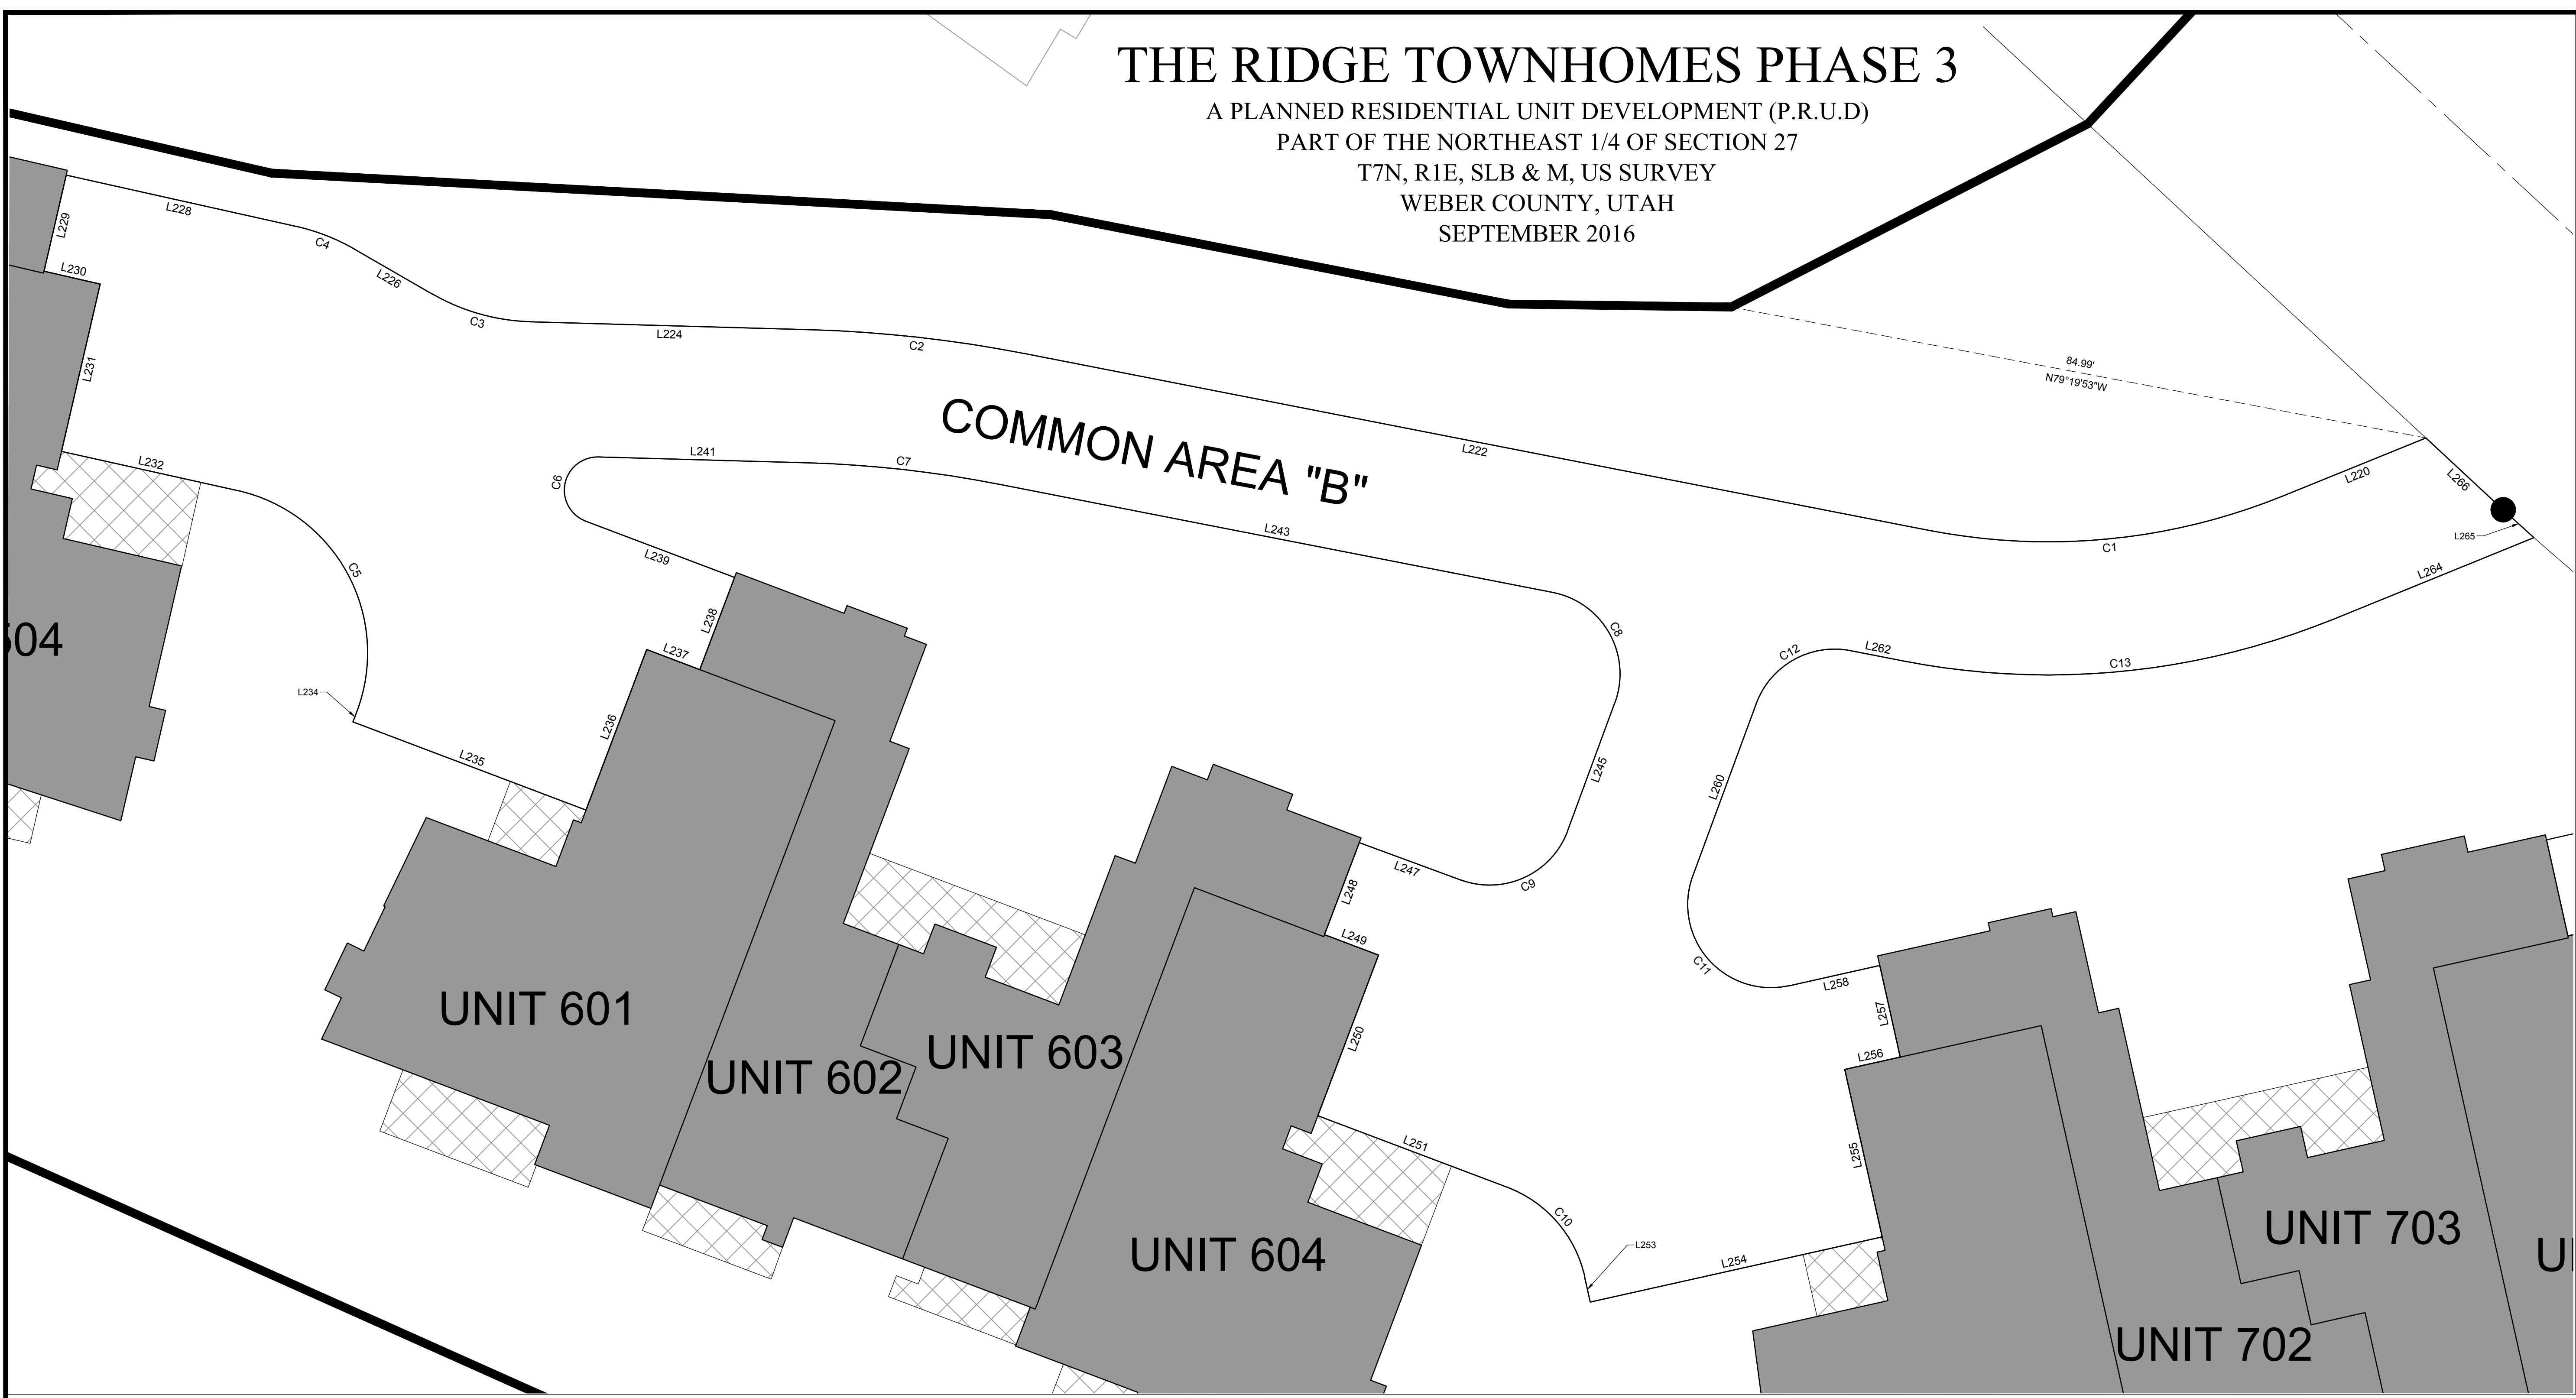 THE RIDGE TOWNHOMES PHASE 3
A PLANNED RESIDENTIAL UNIT DEVELOPMENT (P.R.U.D)
PART OF THE NORTHEAST 1/4 OF SECTION 27
T7N, R1E, SLB & M, US SURVEY
WEBER COUNTY, UTAH
SEPTEMBER 2016
L228
L229
C4
L230
L226
C3
L224
C2
L231
84.99'
N79°19'53"W
COMMON AREA "B"
L222
L220
L266
L265
C1
L264
L232
L241
C7
C6
L243
L239
C5
L238
L237
C8
C12
L262
C13
504
L234
L236
L235
L245
L260
L247
C9
L248
L249
C11
L258
L257
L256
UNIT 601
UNIT 602
UNIT 603
L250
L251
L255
C10
L253
L254
UNIT 604
UNIT 703
UNIT 702